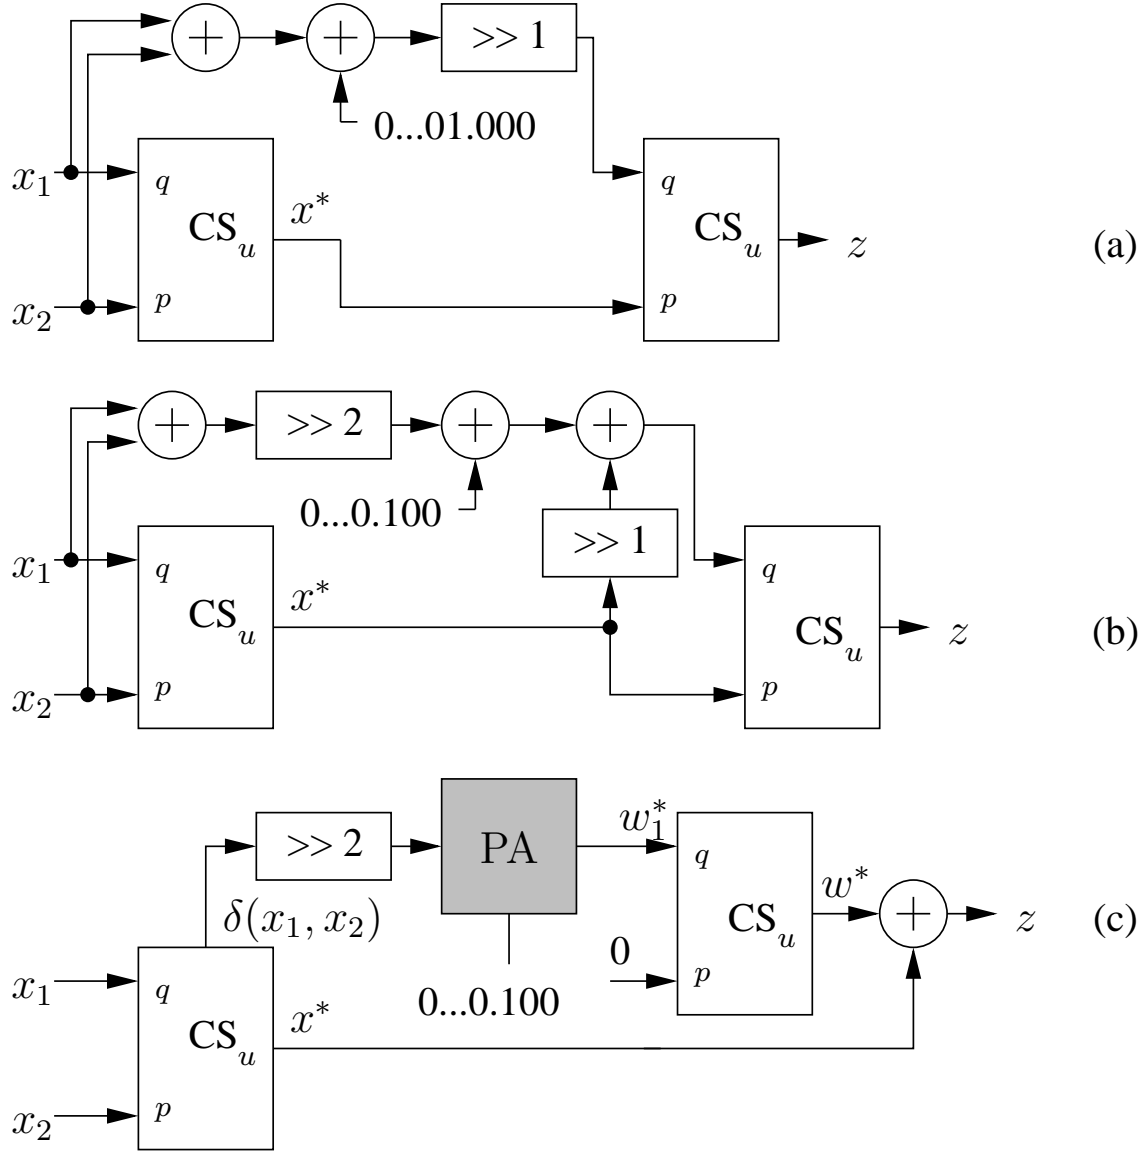 + + >> 1
0...01.000
x₁ q q
CSᵤ x* CSᵤ z (a)
x₂ p p
+ >> 2 + +
0...0.100 >> 1
x₁ q q
CSᵤ x* CSᵤ z (b)
x₂ p p
>> 2 PA w₁* q
δ(x₁, x₂) CSᵤ w* + z (c)
0 p
x₁ q 0...0.100
CSᵤ x*
x₂ p